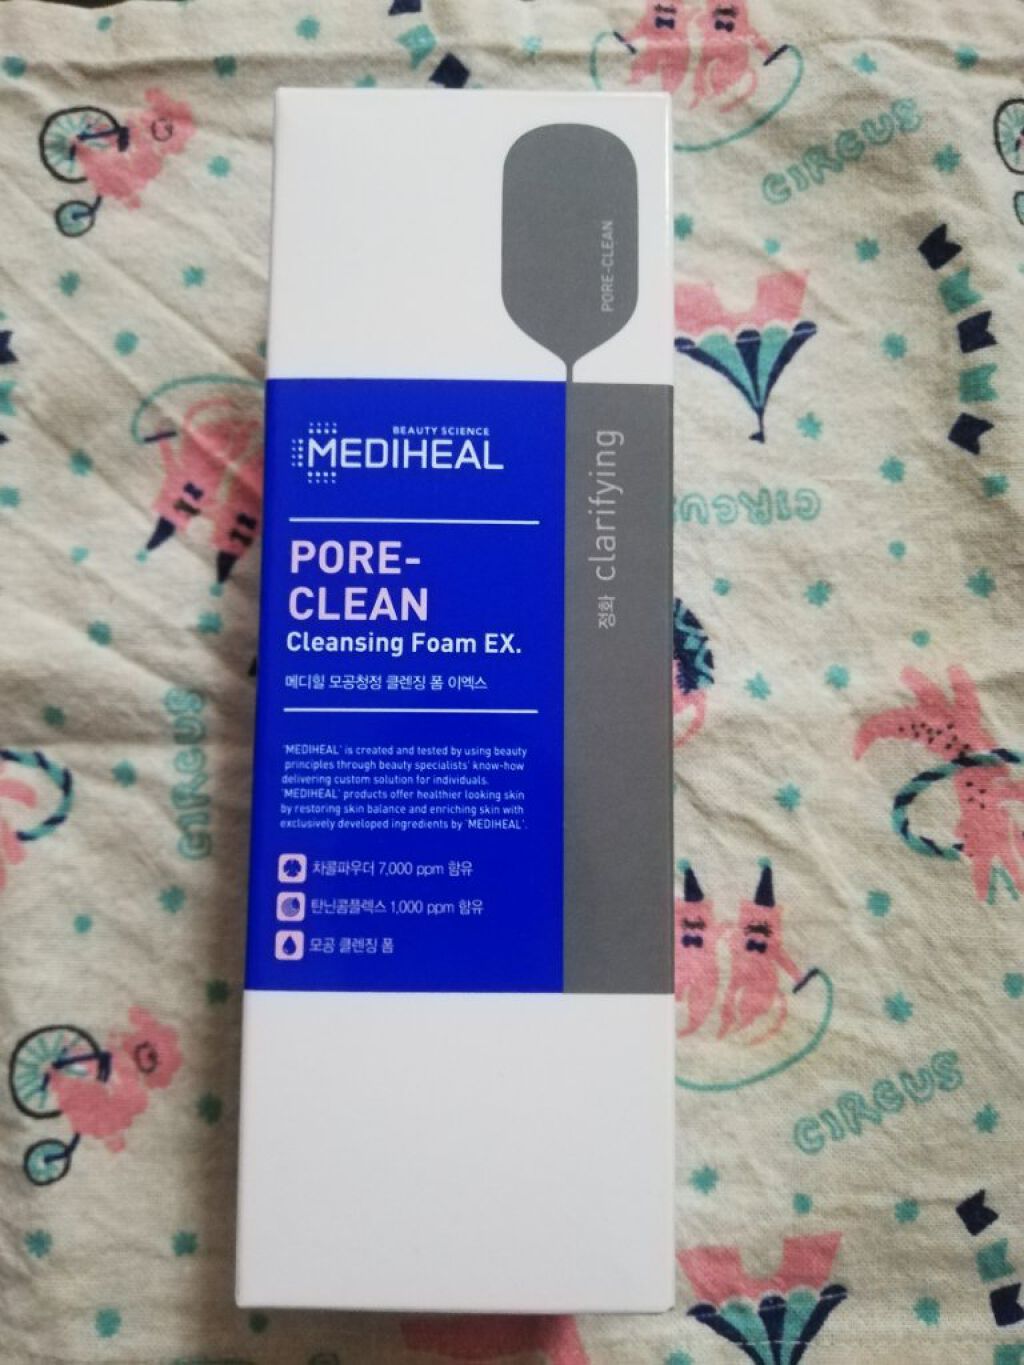 PORE-CLEAN
BEAUTY SCIENCE
MEDIHEAL
PORE-
CLEAN
Cleansing Foam EX.
메디힐 모공청정 클렌징 폼 이엑스
'MEDIHEAL' is created and tested by using beauty
principles through beauty specialists' know-how
delivering custom solution for individuals.
'MEDIHEAL' products offer healthier looking skin
by restoring skin balance and enriching skin with
exclusively developed ingredients by 'MEDIHEAL'.
차콜파우더 7,000 ppm 함유
탄닌콤플렉스 1,000 ppm 함유
모공 클렌징 폼
정화 clarifying
CIRCUS
CIRCUS
CIRCUS
CIRCUS